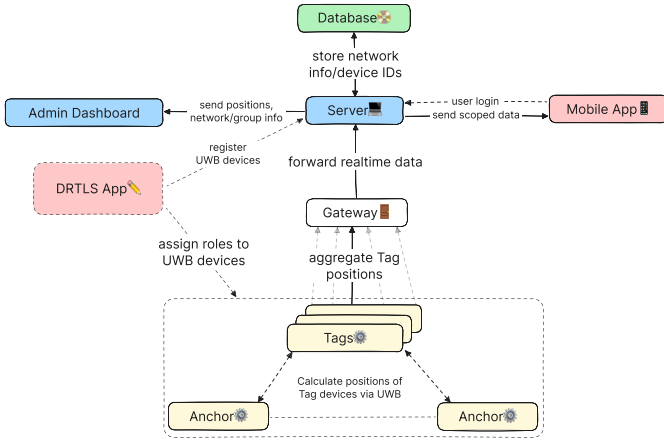 Database
store network
info/device IDs
Admin Dashboard
send positions,
network/group info
Server
user login
send scoped data
Mobile App
register
UWB devices
forward realtime data
DRTLS App
Gateway
assign roles to
UWB devices
aggregate Tag
positions
Tags
Calculate positions of
Tag devices via UWB
Anchor
Anchor